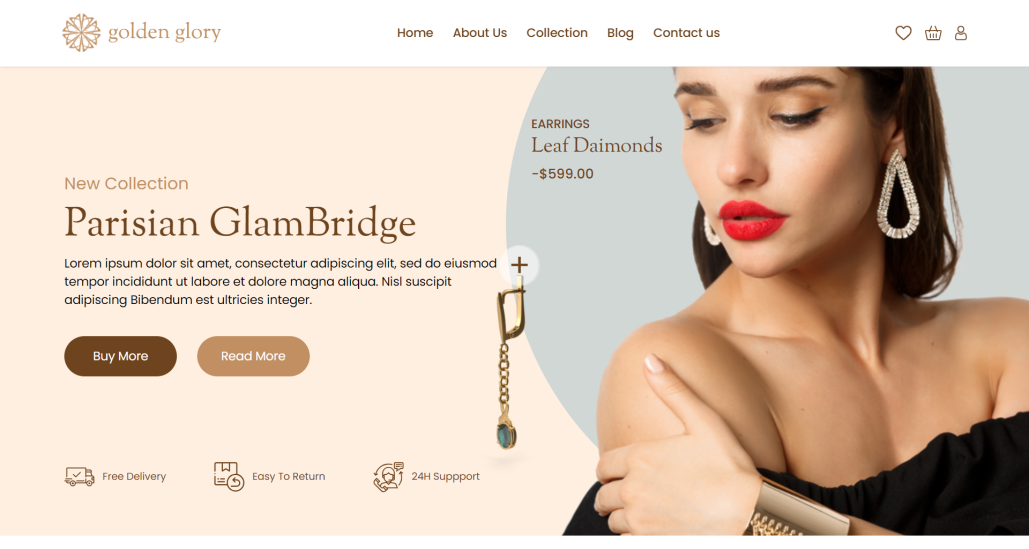 golden glory
Home About Us Collection Blog Contact us
EARRINGS
Leaf Daimonds
-$599.00
New Collection
Parisian GlamBridge
Lorem ipsum dolor sit amet, consectetur adipiscing elit, sed do eiusmod
tempor incididunt ut labore et dolore magna aliqua. Nisl suscipit
adipiscing Bibendum est ultricies integer.
Buy More Read More
Free Delivery Easy To Return 24H Suppport